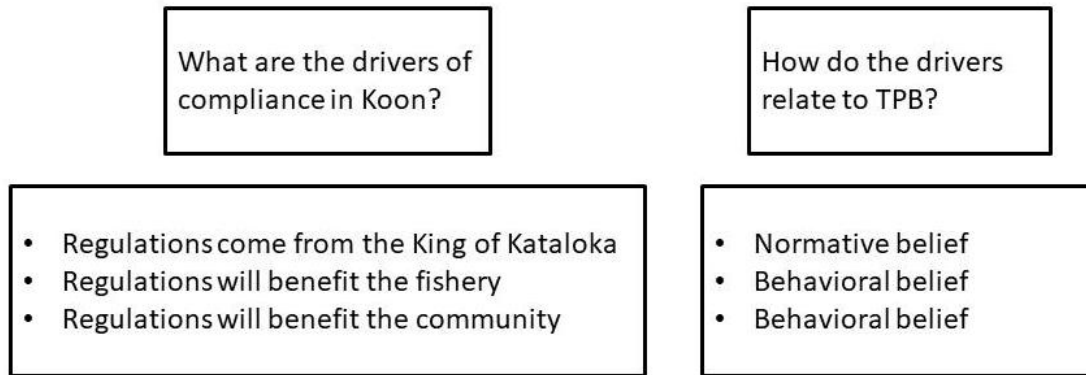 What are the drivers of
compliance in Koon?
How do the drivers
relate to TPB?
• Regulations come from the King of Kataloka
• Regulations will benefit the fishery
• Regulations will benefit the community
• Normative belief
• Behavioral belief
• Behavioral belief